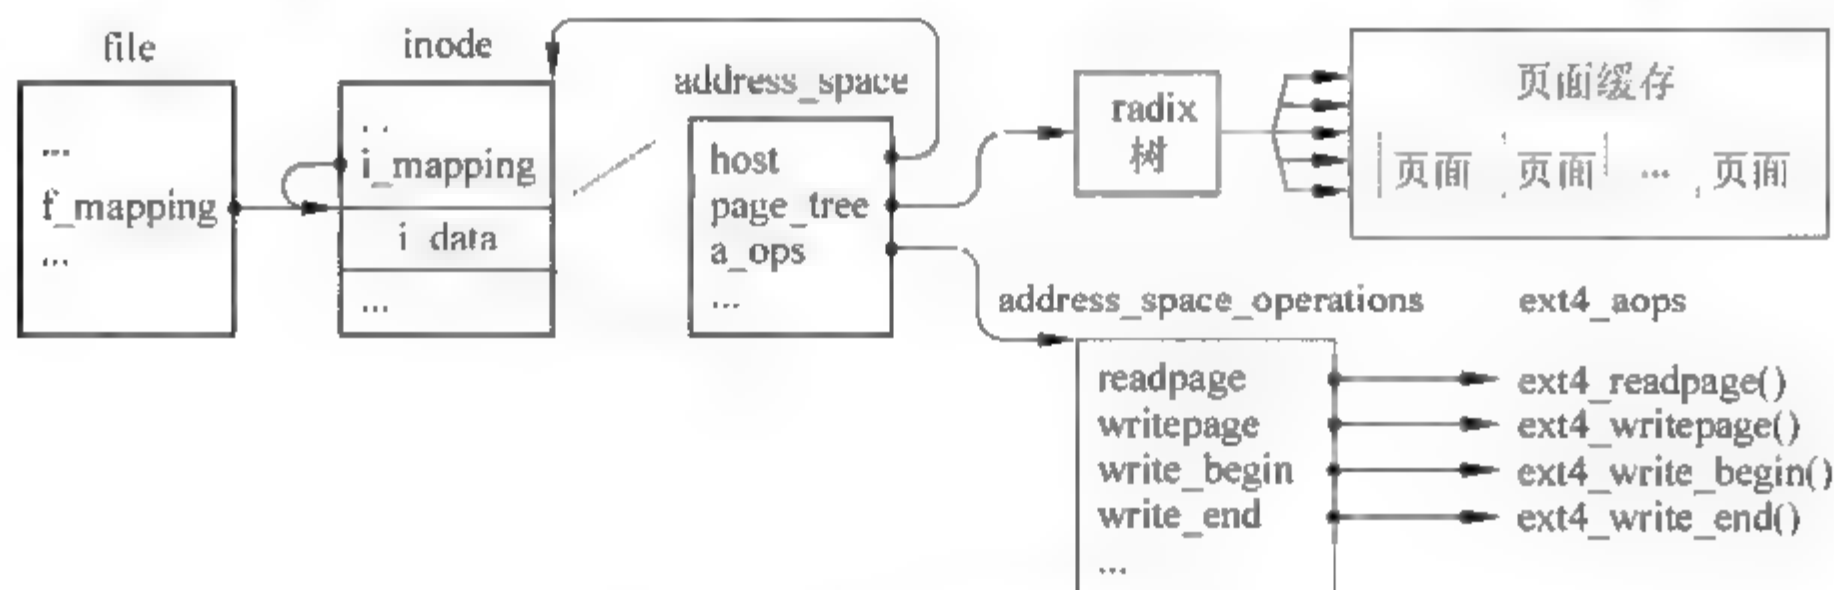 file
...
f_mapping
...
inode
...
i_mapping
i_data
...
address_space
host
page_tree
a_ops
...
radix
树
页面缓存
页面 页面 ... 页面
address_space_operations
readpage
writepage
write_begin
write_end
...
ext4_aops
ext4_readpage()
ext4_writepage()
ext4_write_begin()
ext4_write_end()